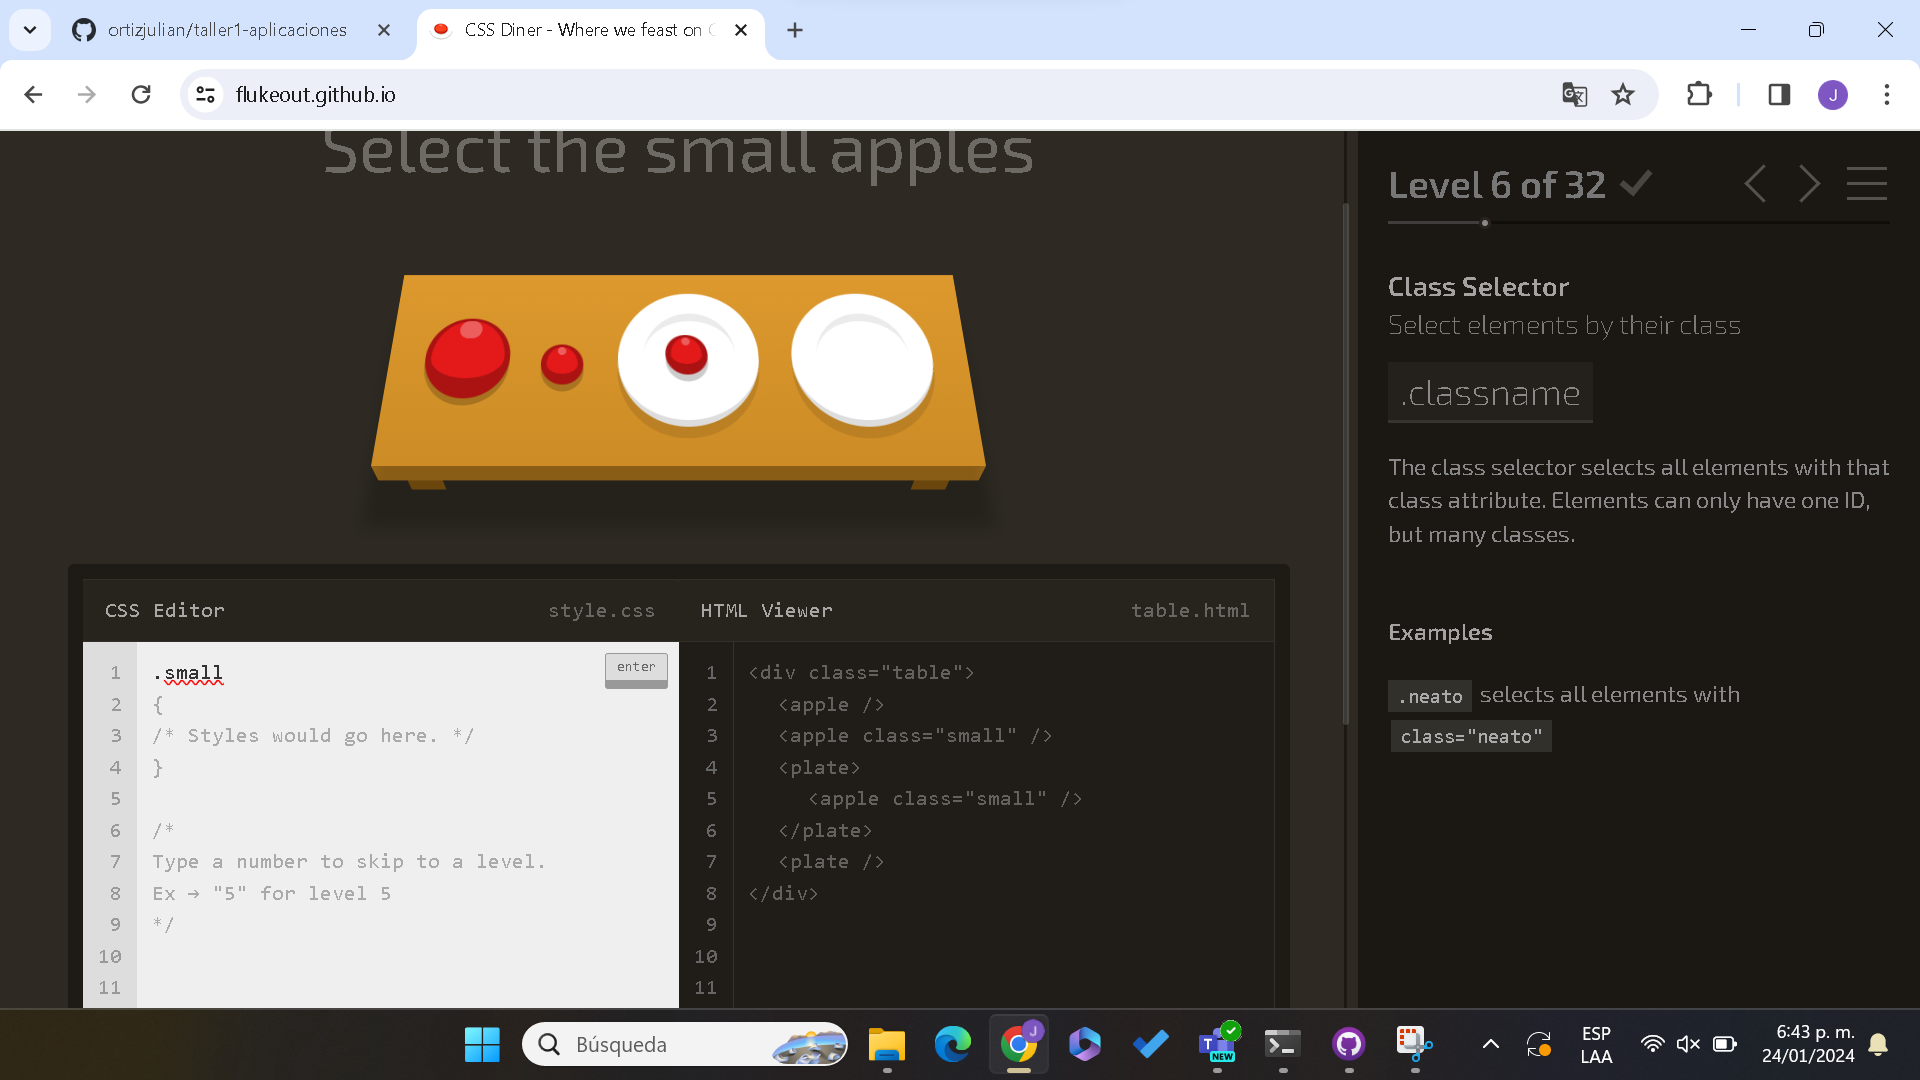 ortizjulian/taller1-aplicaciones
CSS Diner - Where we feast on
flukeout.github.io
J
Select the small apples
Level 6 of 32
Class Selector
Select elements by their class
.classname
The class selector selects all elements with that
class attribute. Elements can only have one ID,
but many classes.
Examples
.neato selects all elements with
class="neato"
CSS Editor style.css
1 .small enter
2 {
3 /* Styles would go here. */
4 }
5
6 /*
7 Type a number to skip to a level.
8 Ex → "5" for level 5
9 */
10
11
HTML Viewer table.html
1 <div class="table">
2 <apple />
3 <apple class="small" />
4 <plate>
5 <apple class="small" />
6 </plate>
7 <plate />
8 </div>
9
10
11
Búsqueda
J
T
NEW
ESP
LAA
6:43 p. m.
24/01/2024